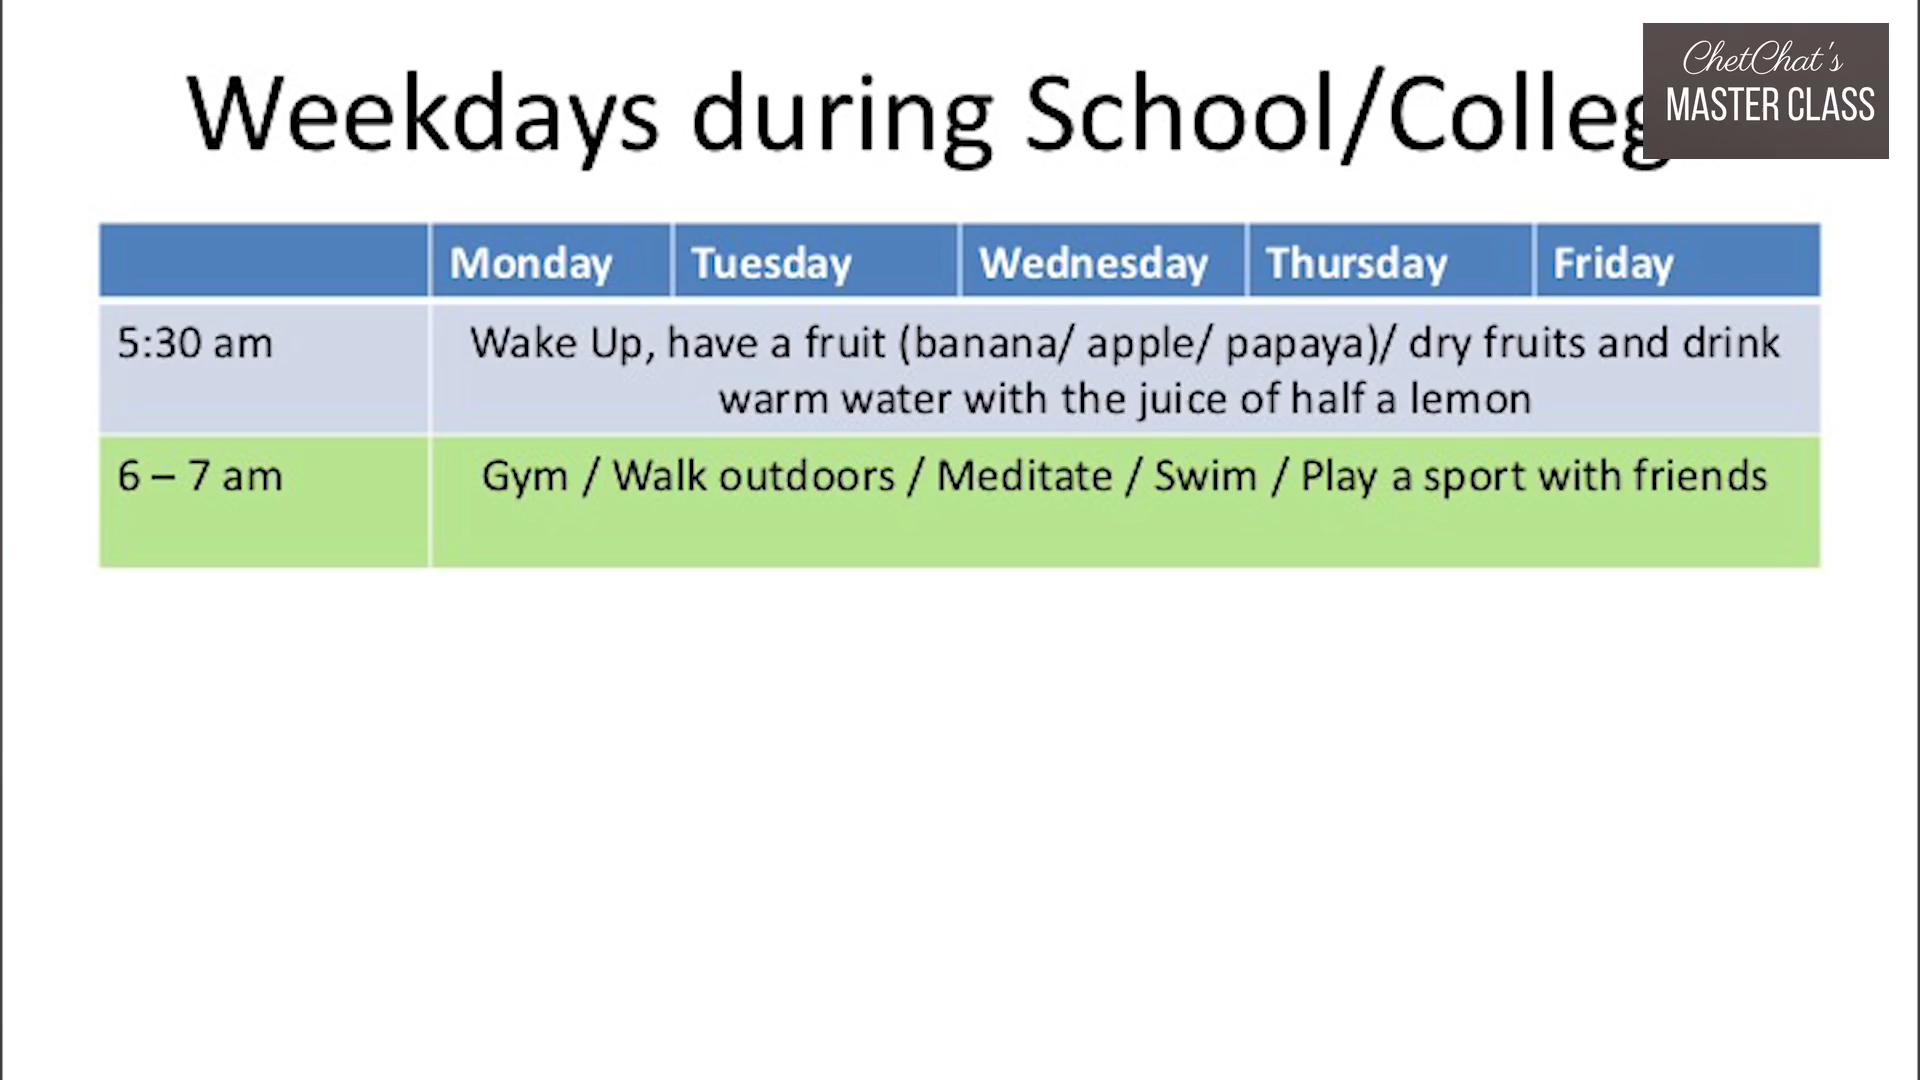 ChetChat's
MASTER CLASS
Weekdays during School/
Monday Tuesday Wednesday Thursday Friday
5:30 am Wake Up, have a fruit (banana/ apple/ papaya)/ dry fruits and drink
warm water with the juice of half a lemon
6 – 7 am Gym / Walk outdoors / Meditate / Swim / Play a sport with friends